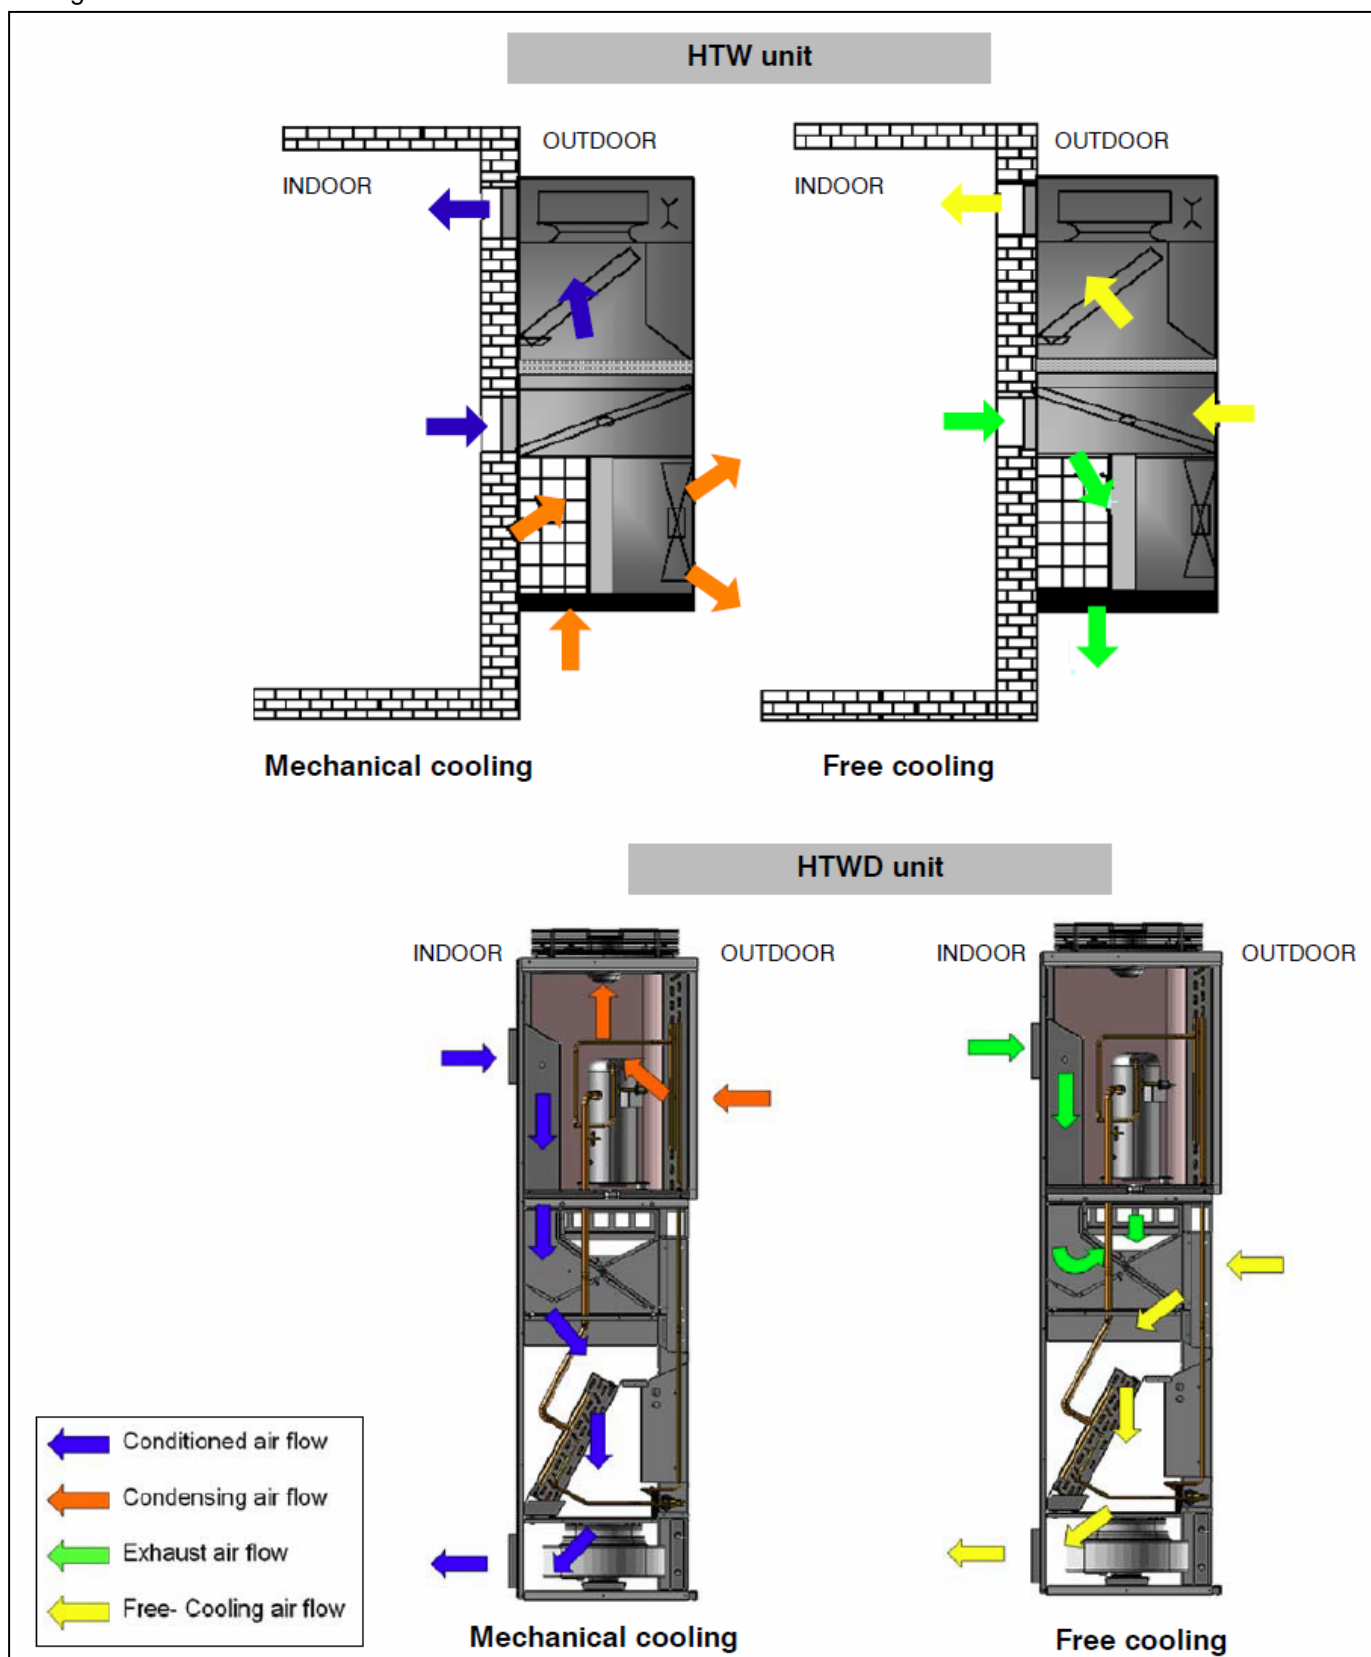 HTW unit
OUTDOOR
INDOOR
OUTDOOR
INDOOR
Mechanical cooling
Free cooling
HTWD unit
INDOOR
OUTDOOR
INDOOR
OUTDOOR
Conditioned air flow
Condensing air flow
Exhaust air flow
Free- Cooling air flow
Mechanical cooling
Free cooling